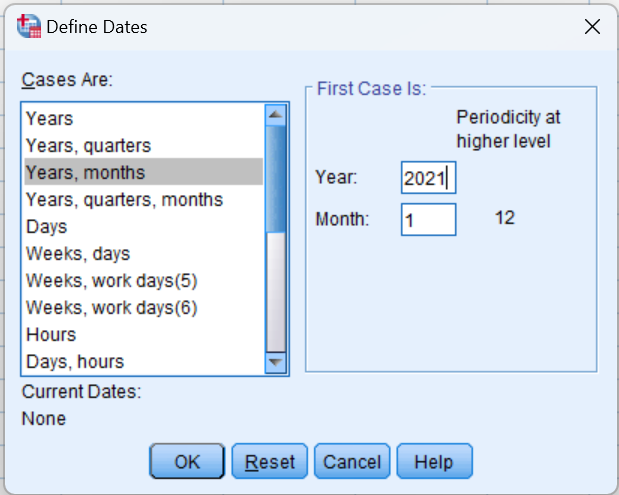 Define Dates
Cases Are:
Years
Years, quarters
Years, months
Years, quarters, months
Days
Weeks, days
Weeks, work days(5)
Weeks, work days(6)
Hours
Days, hours
Current Dates:
None
First Case Is:
Periodicity at
higher level
Year: 2021
Month: 1 12
OK Reset Cancel Help